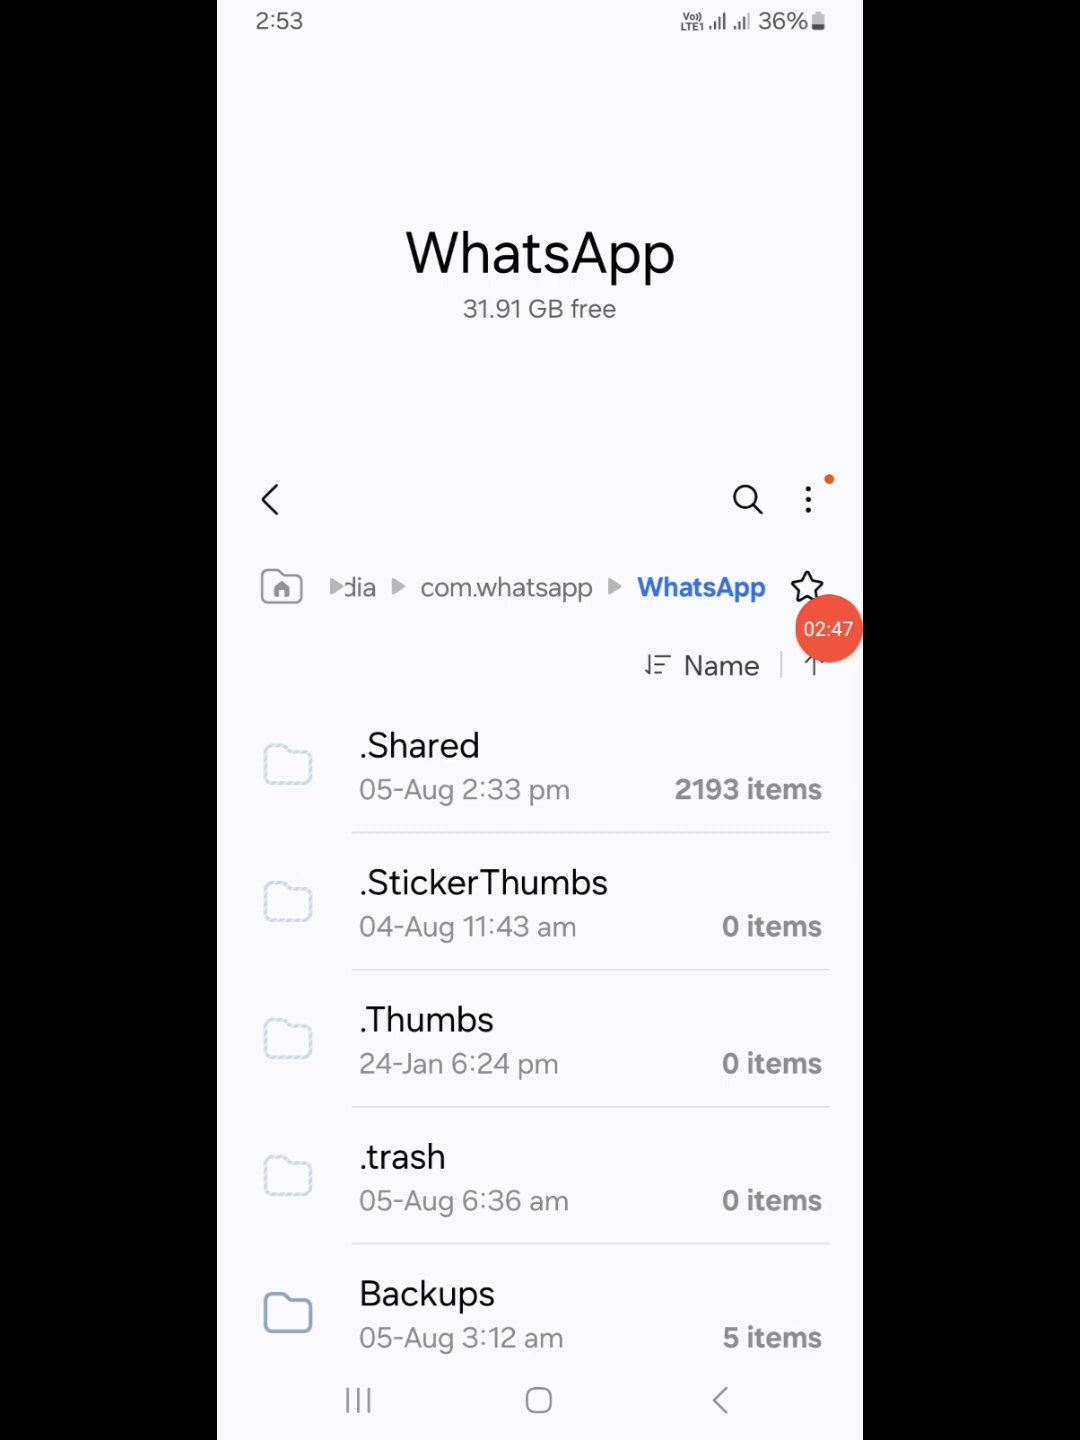 2:53 Vo)) LTE1 36%
WhatsApp
31.91 GB free
dia com.whatsapp WhatsApp
02:47
Name
.Shared
05-Aug 2:33 pm 2193 items
.StickerThumbs
04-Aug 11:43 am 0 items
.Thumbs
24-Jan 6:24 pm 0 items
.trash
05-Aug 6:36 am 0 items
Backups
05-Aug 3:12 am 5 items